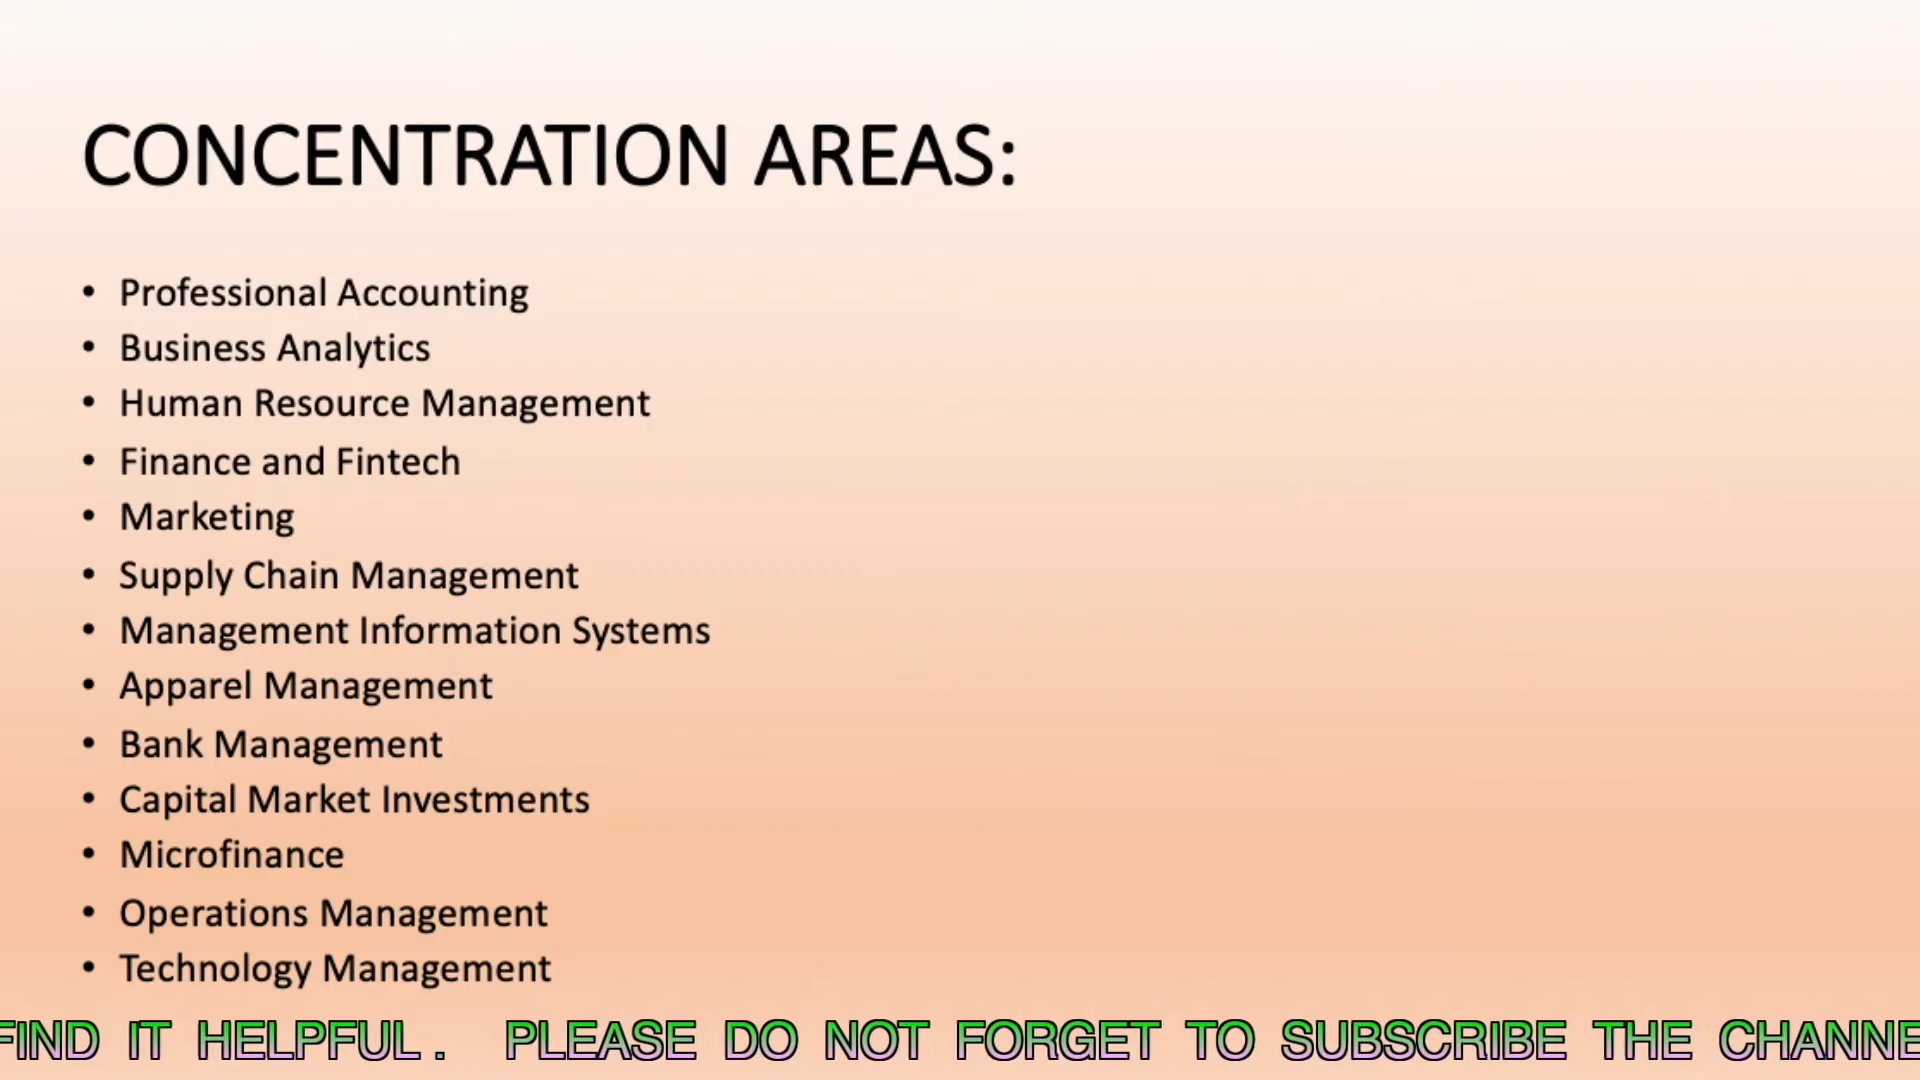 CONCENTRATION AREAS:
• Professional Accounting
• Business Analytics
• Human Resource Management
• Finance and Fintech
• Marketing
• Supply Chain Management
• Management Information Systems
• Apparel Management
• Bank Management
• Capital Market Investments
• Microfinance
• Operations Management
• Technology Management
FIND IT HELPFUL. PLEASE DO NOT FORGET TO SUBSCRIBE THE CHANNE